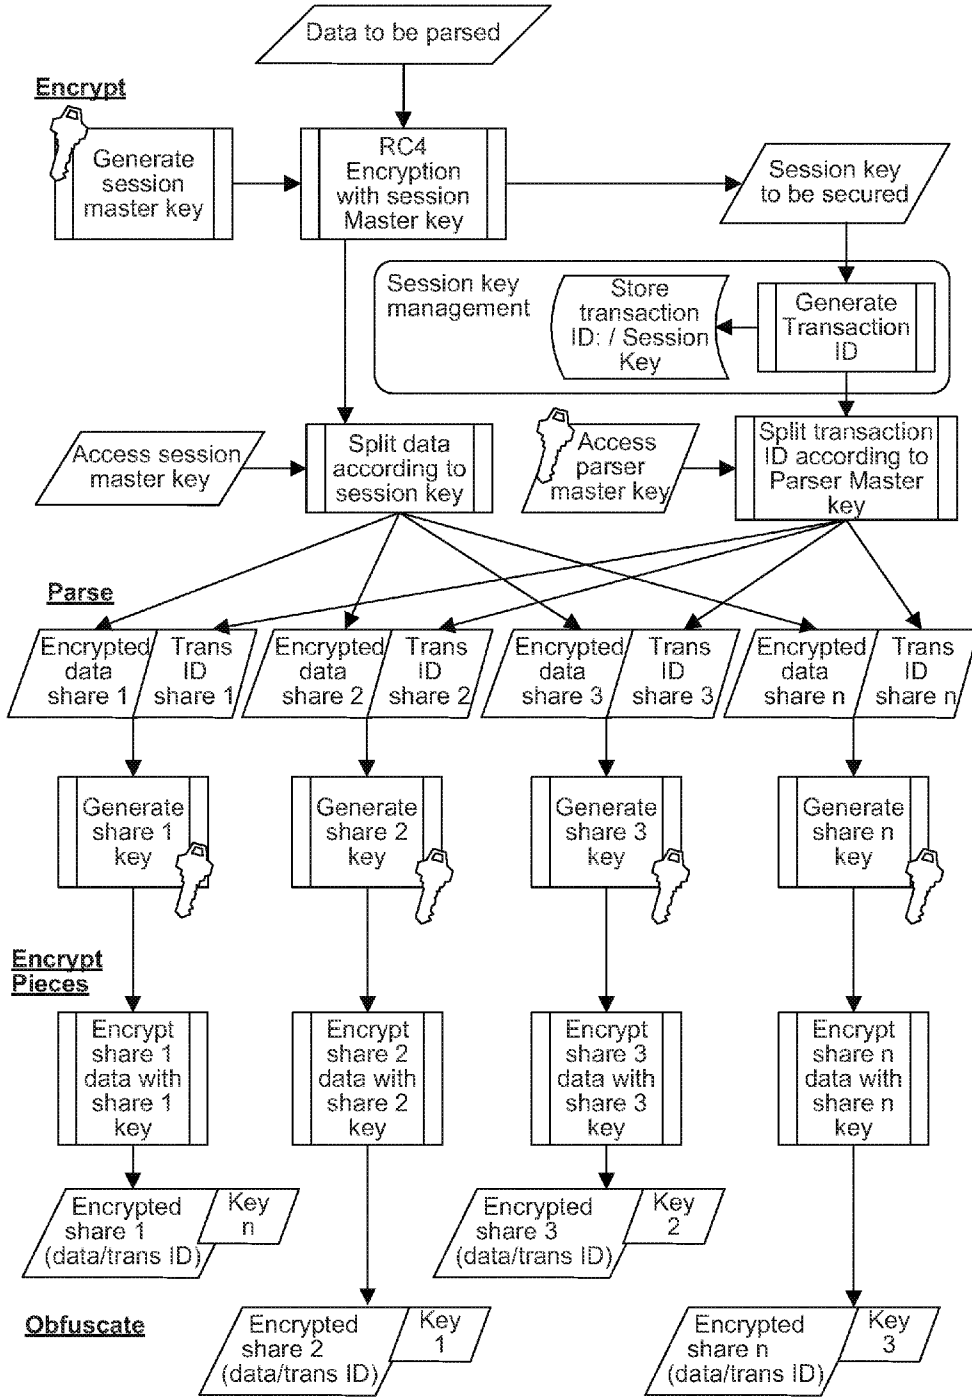 Data to be parsed
Encrypt
Generate
session
master key
RC4
Encryption
with session
Master key
Session key
to be secured
Session key
management
Store
transaction
ID: / Session
Key
Generate
Transaction
ID
Access session
master key
Split data
according to
session key
Access
parser
master key
Split transaction
ID according to
Parser Master
key
Parse
Encrypted
data
share 1
Trans
ID
share 1
Encrypted
data
share 2
Trans
ID
share 2
Encrypted
data
share 3
Trans
ID
share 3
Encrypted
data
share n
Trans
ID
share n
Generate
share 1
key
Generate
share 2
key
Generate
share 3
key
Generate
share n
key
Encrypt
Pieces
Encrypt
share 1
data with
share 1
key
Encrypt
share 2
data with
share 2
key
Encrypt
share 3
data with
share 3
key
Encrypt
share n
data with
share n
key
Encrypted
share 1
(data/trans ID)
Key
n
Encrypted
share 3
(data/trans ID)
Key
2
Obfuscate
Encrypted
share 2
(data/trans ID)
Key
1
Encrypted
share n
(data/trans ID)
Key
3